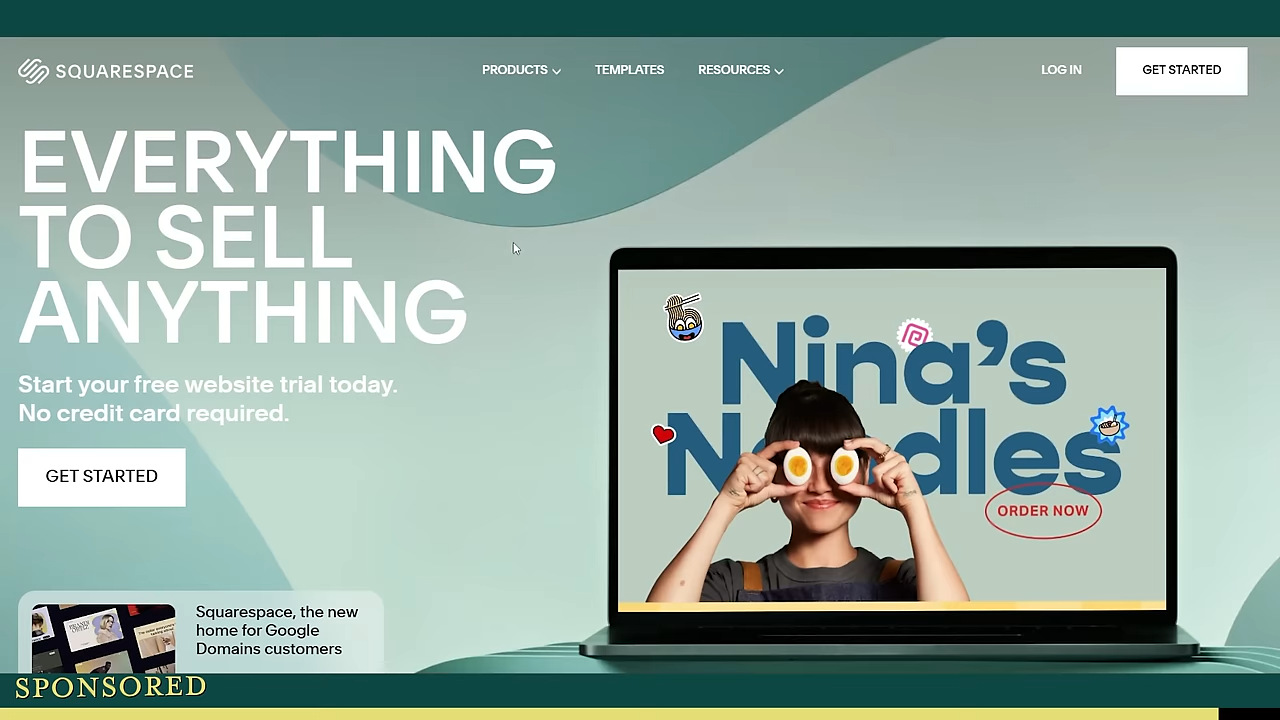 SQUARESPACE
PRODUCTS
TEMPLATES
RESOURCES
LOG IN
GET STARTED
EVERYTHING
TO SELL
ANYTHING
Start your free website trial today.
No credit card required.
GET STARTED
Nina's
Noodles
ORDER NOW
Squarespace, the new
home for Google
Domains customers
SPONSORED